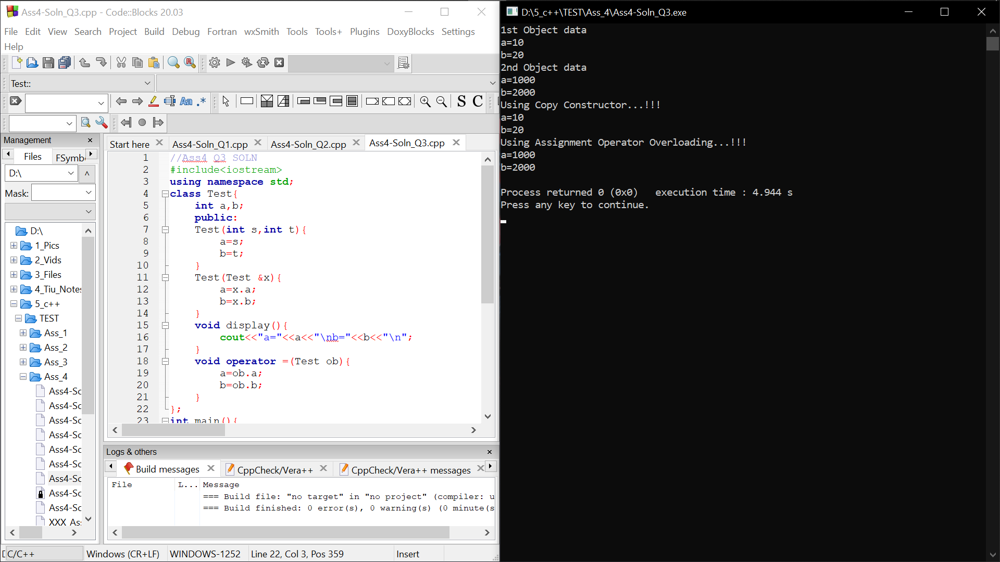 Ass4-Soln_Q3.cpp - Code::Blocks 20.03
File Edit View Search Project Build Debug Fortran wxSmith Tools Tools+ Plugins DoxyBlocks Settings
Help
Test::
Aa .* S C
Management
Files FSymb
D:\
Mask:
D:\
1_Pics
2_Vids
3_Files
4_Tiu_Notes
5_c++
TEST
Ass_1
Ass_2
Ass_3
Ass_4
Ass4-Sc
Ass4-Sc
Ass4-Sc
Ass4-Sc
Ass4-Sc
Ass4-Sc
Ass4-Sc
Ass4-Sc
Ass4-Sc
XXX_Ass
Start here Ass4-Soln_Q1.cpp Ass4-Soln_Q2.cpp Ass4-Soln_Q3.cpp
1 //Ass4 Q3 SOLN
2 #include<iostream>
3 using namespace std;
4 class Test{
5 int a,b;
6 public:
7 Test(int s,int t){
8 a=s;
9 b=t;
10 }
11 Test(Test &x){
12 a=x.a;
13 b=x.b;
14 }
15 void display(){
16 cout<<"a="<<a<<"\nb="<<b<<"\n";
17 }
18 void operator =(Test ob){
19 a=ob.a;
20 b=ob.b;
21 }
22 };
23 int main(){
Logs & others
Build messages CppCheck/Vera++ CppCheck/Vera++ messages
File L... Message
=== Build file: "no target" in "no project" (compiler: u
=== Build finished: 0 error(s), 0 warning(s) (0 minute(s
C/C++ Windows (CR+LF) WINDOWS-1252 Line 22, Col 3, Pos 359 Insert
D:\5_c++\TEST\Ass_4\Ass4-Soln_Q3.exe
1st Object data
a=10
b=20
2nd Object data
a=1000
b=2000
Using Copy Constructor...!!!
a=10
b=20
Using Assignment Operator Overloading...!!!
a=1000
b=2000
Process returned 0 (0x0) execution time : 4.944 s
Press any key to continue.